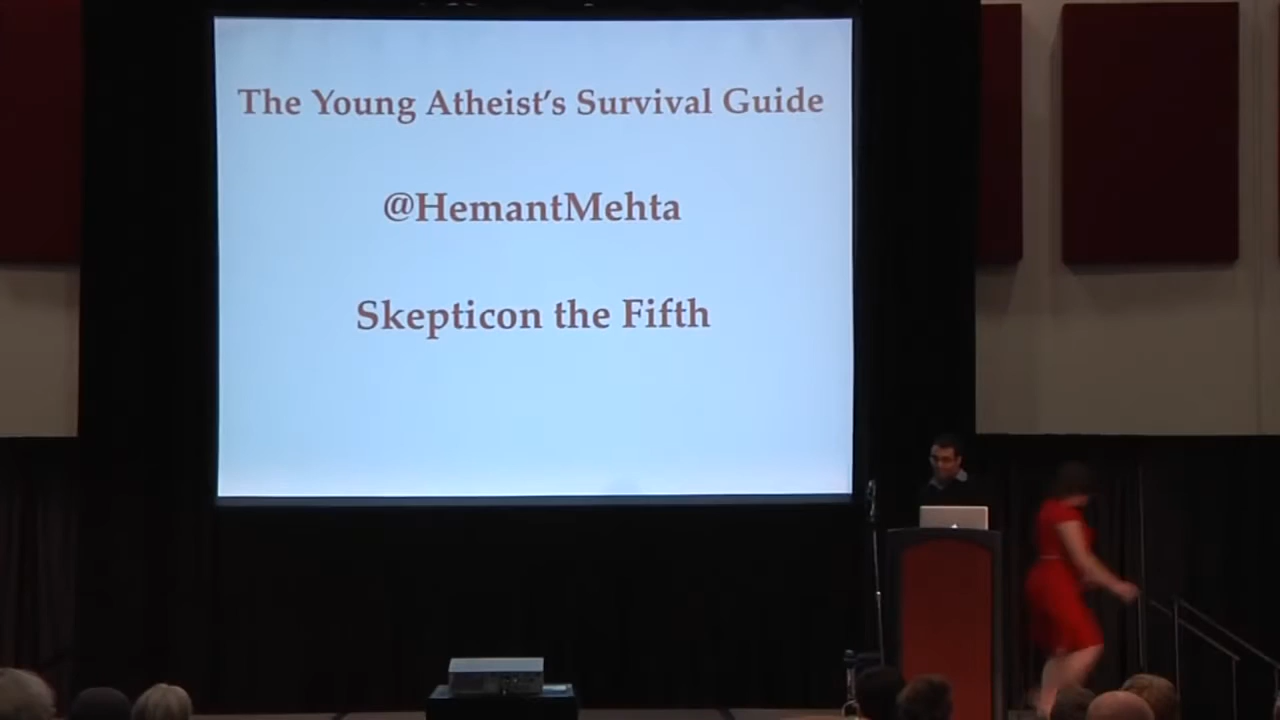 The Young Atheist's Survival Guide
@HemantMehta
Skepticon the Fifth